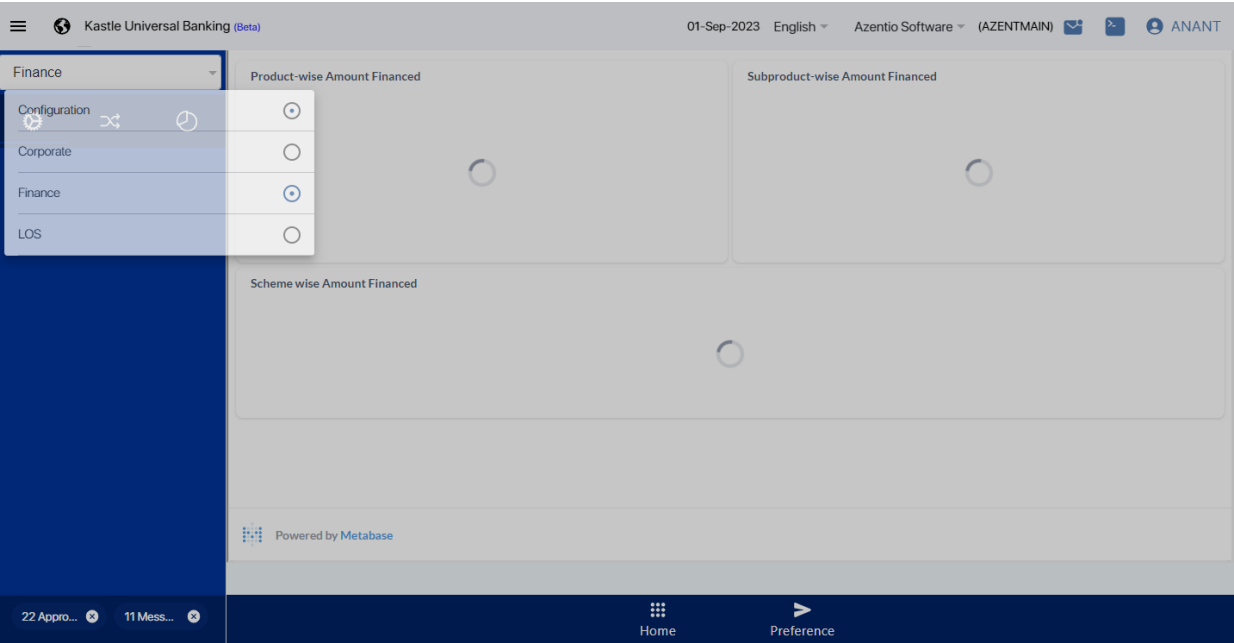 Kastle Universal Banking (Beta)
01-Sep-2023 English Azentio Software (AZENTMAIN) ANANT
Finance
Configuration
Corporate
Finance
LOS
Product-wise Amount Financed
Subproduct-wise Amount Financed
Scheme wise Amount Financed
Powered by Metabase
22 Appro... 11 Mess...
Home
Preference